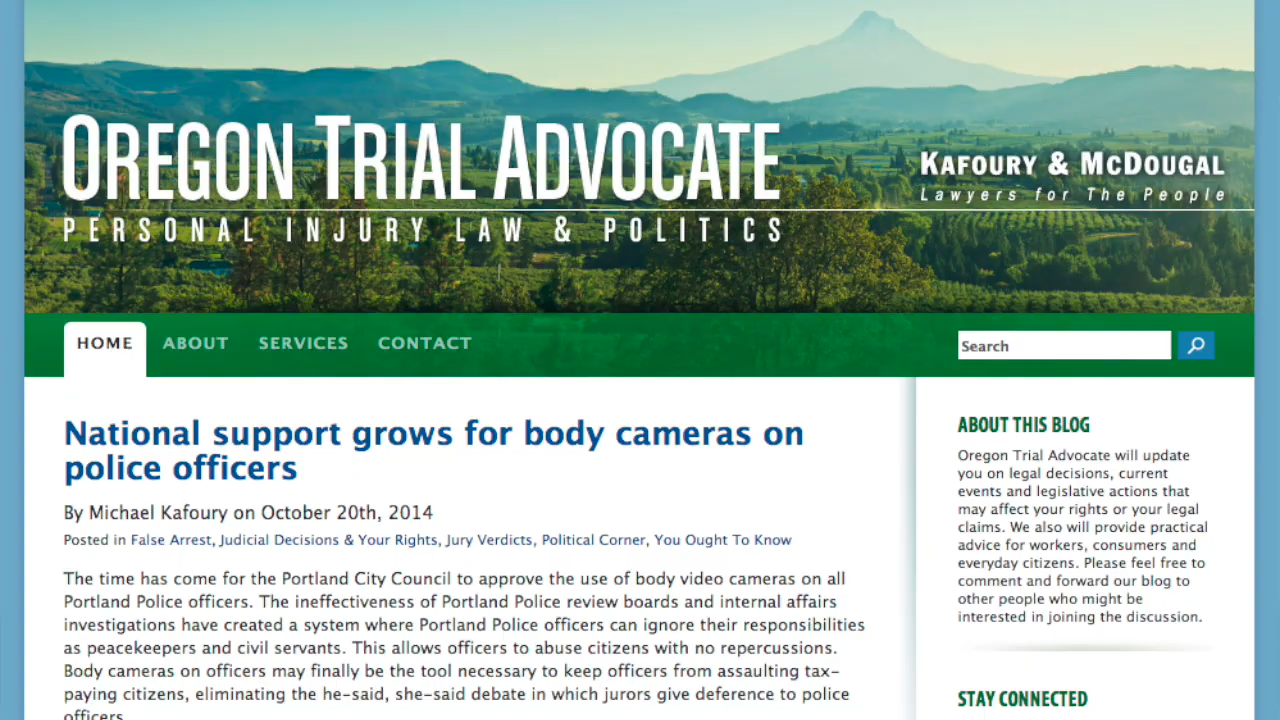 OREGON TRIAL ADVOCATE
PERSONAL INJURY LAW & POLITICS
KAFOURY & MCDOUGAL
Lawyers for The People
HOME ABOUT SERVICES CONTACT
Search
National support grows for body cameras on
police officers
By Michael Kafoury on October 20th, 2014
Posted in False Arrest, Judicial Decisions & Your Rights, Jury Verdicts, Political Corner, You Ought To Know
The time has come for the Portland City Council to approve the use of body video cameras on all
Portland Police officers. The ineffectiveness of Portland Police review boards and internal affairs
investigations have created a system where Portland Police officers can ignore their responsibilities
as peacekeepers and civil servants. This allows officers to abuse citizens with no repercussions.
Body cameras on officers may finally be the tool necessary to keep officers from assaulting tax-
paying citizens, eliminating the he-said, she-said debate in which jurors give deference to police
officers
ABOUT THIS BLOG
Oregon Trial Advocate will update
you on legal decisions, current
events and legislative actions that
may affect your rights or your legal
claims. We also will provide practical
advice for workers, consumers and
everyday citizens. Please feel free to
comment and forward our blog to
other people who might be
interested in joining the discussion.
STAY CONNECTED